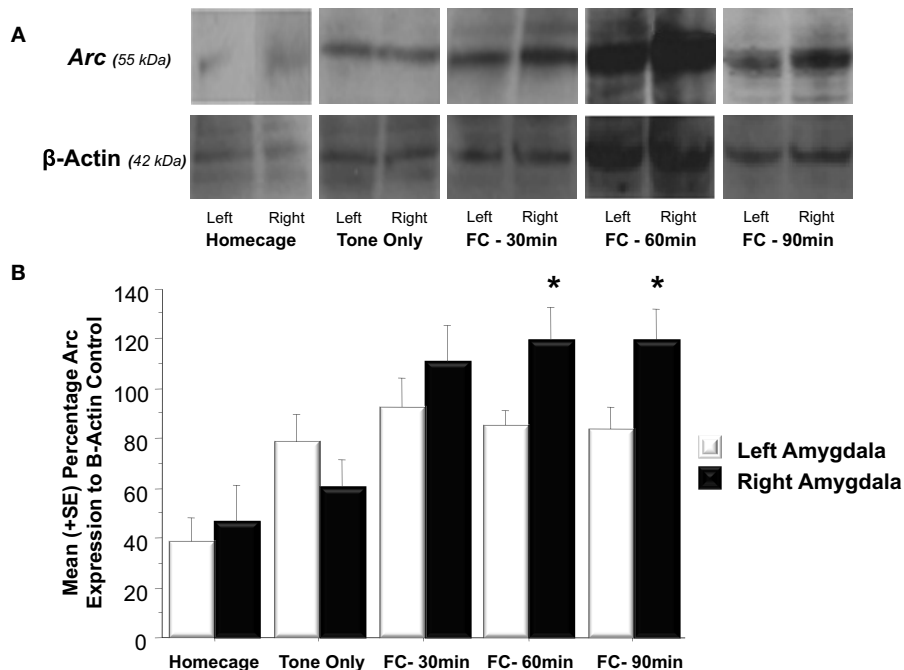 A
Arc (55 kDa)
β-Actin (42 kDa)
Left Right Left Right Left Right Left Right Left Right
Homecage Tone Only FC - 30min FC - 60min FC - 90min
B
Mean (+SE) Percentage Arc
Expression to B-Actin Control
140
120
100
80
60
40
20
0
* *
Left Amygdala
Right Amygdala
Homecage Tone Only FC- 30min FC- 60min FC- 90min